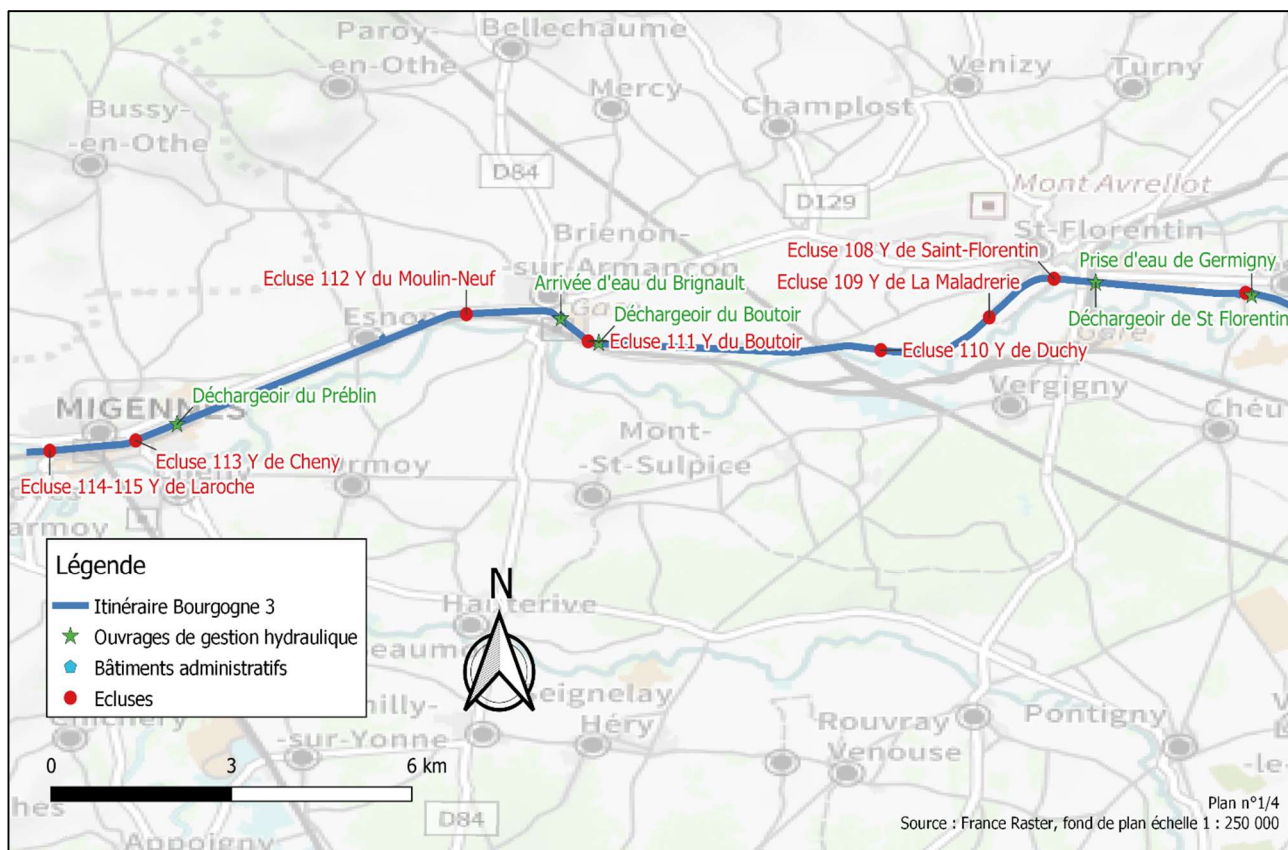 Paroy-
-en-Othe
Bellechaume
Bussy-
-en-Othe
Mercy
Champlost
Venizy
Turny
D84
D129
Mont Avrellot
St-Florentin
Brienon-
-sur Armançon
Ecluse 108 Y de Saint-Florentin
Prise d'eau de Germigny
Ecluse 112 Y du Moulin-Neuf
Arrivée d'eau du Brignault
Ecluse 109 Y de La Maladrerie
Gare
Déchargeoir du Boutoir
Déchargeoir de St Florentin
Esnon
Ecluse 111 Y du Boutoir
Gare
Ecluse 110 Y de Duchy
Vergigny
Déchargeoir du Préblin
MIGENNES
Chéu
Mont-
-St-Sulpice
Ecluse 113 Y de Cheny
Ecluse 114-115 Y de Laroche
Légende
Itinéraire Bourgogne 3
Ouvrages de gestion hydraulique
Bâtiments administratifs
Ecluses
N
Hauterive
Seignelay
Héry
Rouvray
Venouse
Pontigny
-sur-Yonne
0
3
6 km
D84
Appoigny
Plan n°1/4
Source : France Raster, fond de plan échelle 1 : 250 000